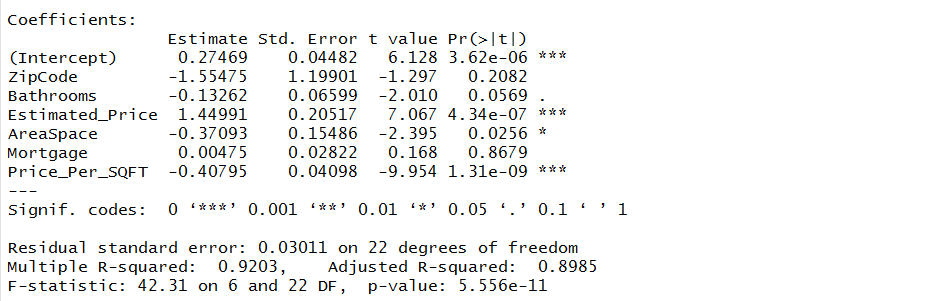 Coefficients:
Estimate Std. Error t value Pr(>|t|)
(Intercept) 0.27469 0.04482 6.128 3.62e-06 ***
ZipCode -1.55475 1.19901 -1.297 0.2082
Bathrooms -0.13262 0.06599 -2.010 0.0569 .
Estimated_Price 1.44991 0.20517 7.067 4.34e-07 ***
AreaSpace -0.37093 0.15486 -2.395 0.0256 *
Mortgage 0.00475 0.02822 0.168 0.8679
Price_Per_SQFT -0.40795 0.04098 -9.954 1.31e-09 ***
---
Signif. codes: 0 ‘***’ 0.001 ‘**’ 0.01 ‘*’ 0.05 ‘.’ 0.1 ‘ ’ 1
Residual standard error: 0.03011 on 22 degrees of freedom
Multiple R-squared: 0.9203, Adjusted R-squared: 0.8985
F-statistic: 42.31 on 6 and 22 DF, p-value: 5.556e-11